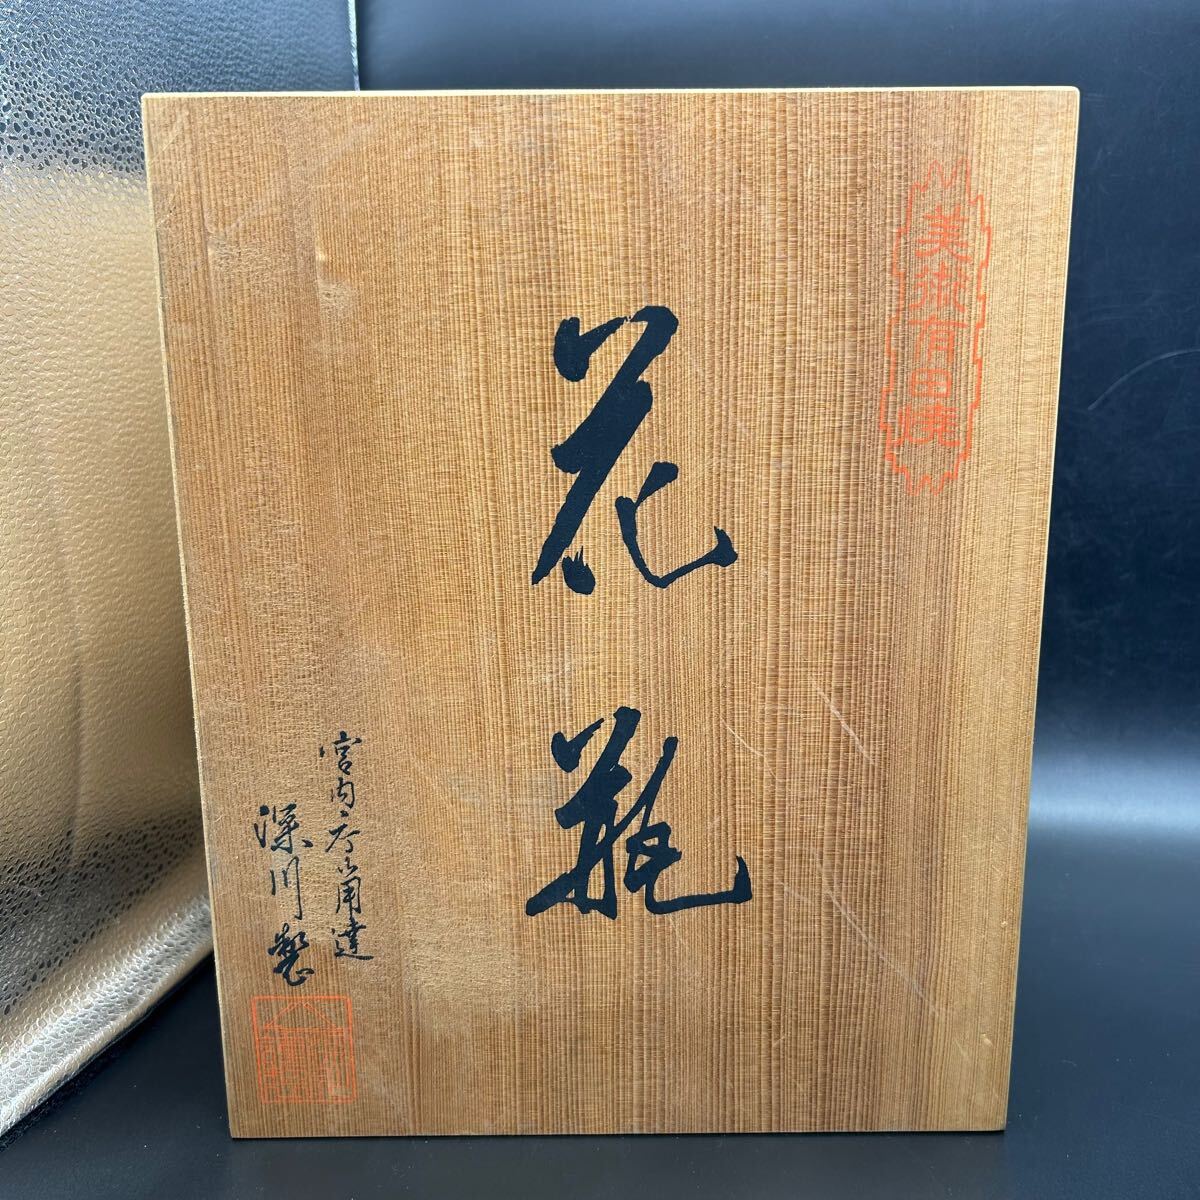 美術有田焼
花瓶
宮内庁御用達
深川製